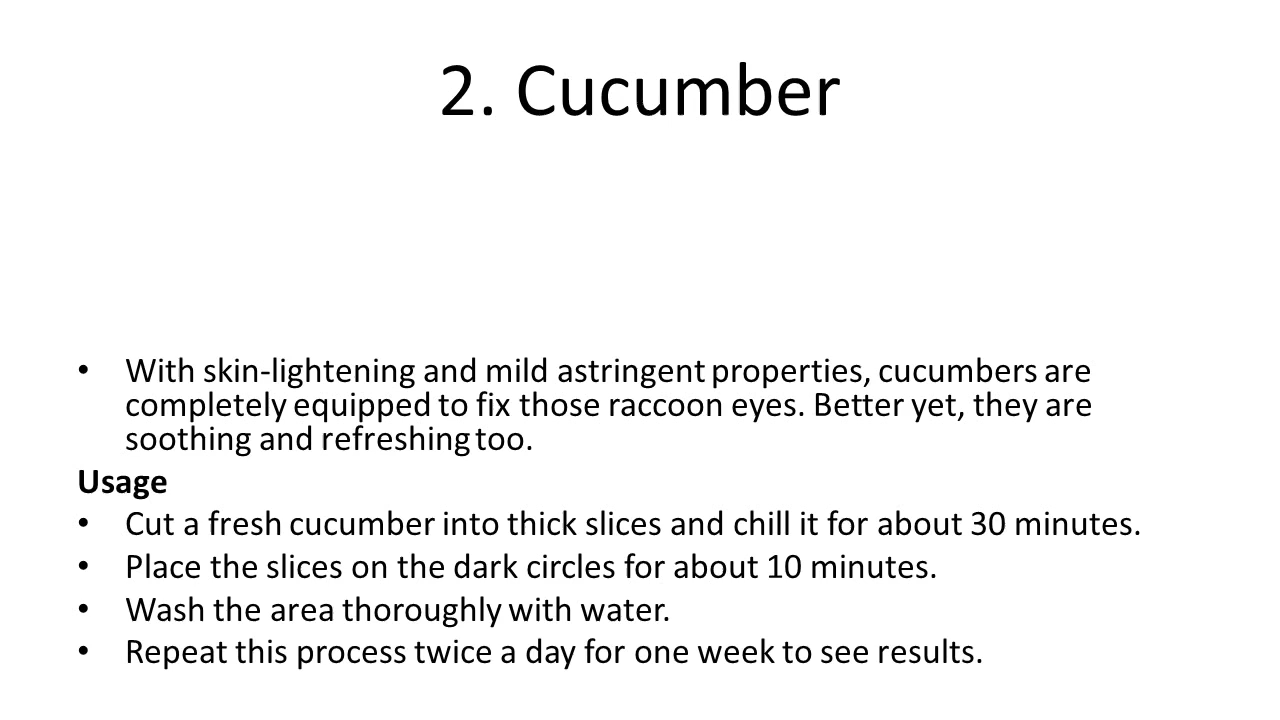 2. Cucumber
• With skin-lightening and mild astringent properties, cucumbers are
completely equipped to fix those raccoon eyes. Better yet, they are
soothing and refreshing too.
Usage
• Cut a fresh cucumber into thick slices and chill it for about 30 minutes.
• Place the slices on the dark circles for about 10 minutes.
• Wash the area thoroughly with water.
• Repeat this process twice a day for one week to see results.